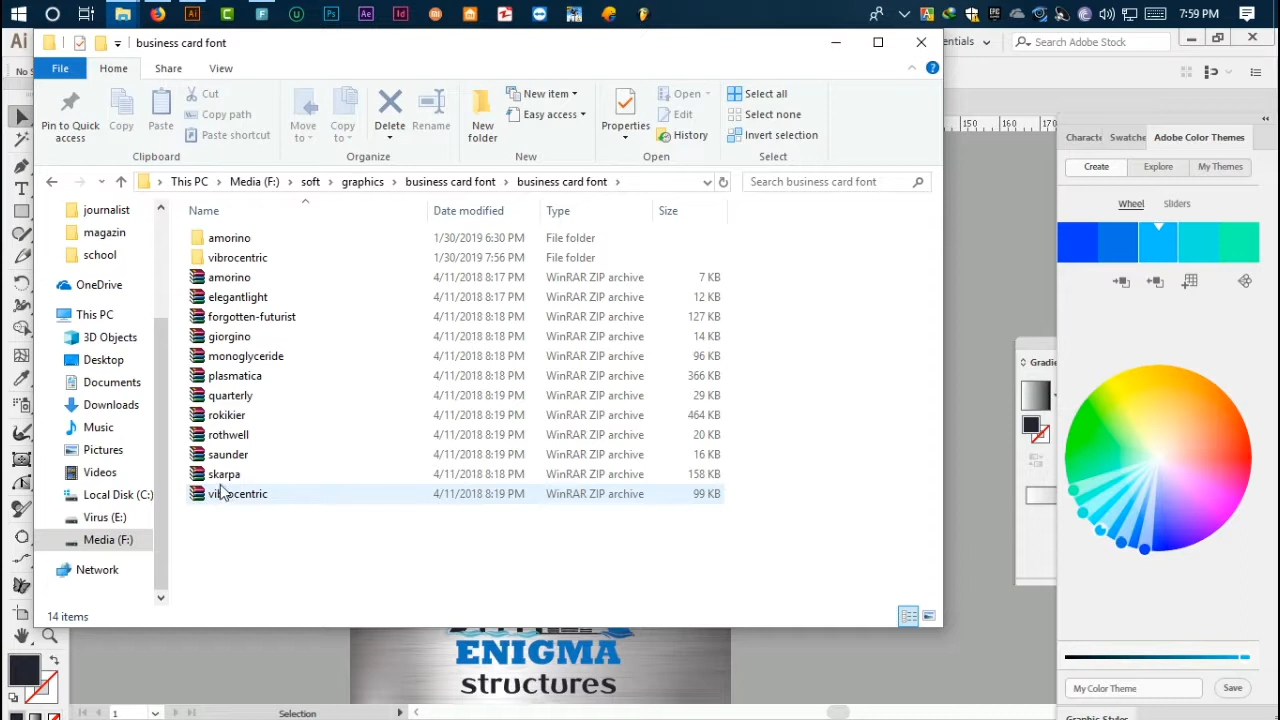 7:59 PM
business card font
File
Home
Share
View
Pin to Quick access
Copy
Paste
Cut
Copy path
Paste shortcut
Clipboard
Move to
Copy to
Delete
Rename
Organize
New folder
New item
Easy access
New
Properties
Open
Edit
History
Open
Select all
Select none
Invert selection
Select
This PC > Media (F:) > soft > graphics > business card font > business card font >
Search business card font
journalist
magazin
school
OneDrive
This PC
3D Objects
Desktop
Documents
Downloads
Music
Pictures
Videos
Local Disk (C:)
Virus (E:)
Media (F:)
Network
Name Date modified Type Size
amorino 1/30/2019 6:30 PM File folder
vibrocentric 1/30/2019 7:56 PM File folder
amorino 4/11/2018 8:17 PM WinRAR ZIP archive 7 KB
elegantlight 4/11/2018 8:17 PM WinRAR ZIP archive 12 KB
forgotten-futurist 4/11/2018 8:18 PM WinRAR ZIP archive 127 KB
giorgino 4/11/2018 8:18 PM WinRAR ZIP archive 14 KB
monoglyceride 4/11/2018 8:18 PM WinRAR ZIP archive 96 KB
plasmatica 4/11/2018 8:18 PM WinRAR ZIP archive 366 KB
quarterly 4/11/2018 8:19 PM WinRAR ZIP archive 29 KB
rokikier 4/11/2018 8:19 PM WinRAR ZIP archive 464 KB
rothwell 4/11/2018 8:19 PM WinRAR ZIP archive 20 KB
saunder 4/11/2018 8:19 PM WinRAR ZIP archive 16 KB
skarpa 4/11/2018 8:18 PM WinRAR ZIP archive 158 KB
vibrocentric 4/11/2018 8:19 PM WinRAR ZIP archive 99 KB
14 items
Ai
No S
entials
Search Adobe Stock
150 160 170
Characte
Swatche
Adobe Color Themes
Create
Explore
My Themes
Wheel
Sliders
Gradie
My Color Theme
Save
Graphic Styles
ENIGMA
structures
1
Selection